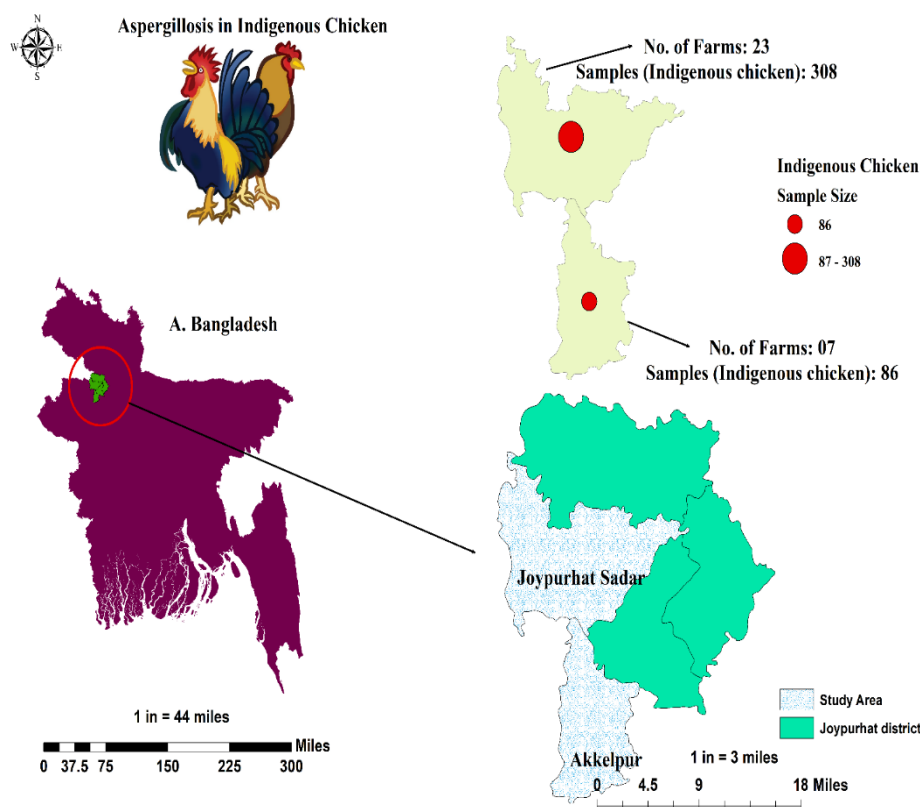 N
W E
S
Aspergillosis in Indigenous Chicken
No. of Farms: 23
Samples (Indigenous chicken): 308
Indigenous Chicken
Sample Size
86
87 - 308
No. of Farms: 07
Samples (Indigenous chicken): 86
A. Bangladesh
Joypurhat Sadar
Akkelpur
Study Area
Joypurhat district
1 in = 44 miles
Miles
0 37.5 75 150 225 300
1 in = 3 miles
0 4.5 9 18 Miles